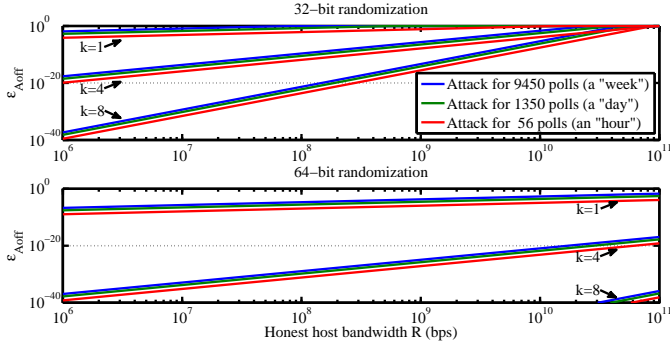 32−bit randomization
10^0
10^−20
10^−40
ε_Aoff
k=1
k=4
k=8
Attack for 9450 polls (a "week")
Attack for 1350 polls (a "day")
Attack for 56 polls (an "hour")
10^6 10^7 10^8 10^9 10^10 10^11
64−bit randomization
10^0
10^−20
10^−40
ε_Aoff
k=1
k=4
k=8
10^6 10^7 10^8 10^9 10^10 10^11
Honest host bandwidth R (bps)